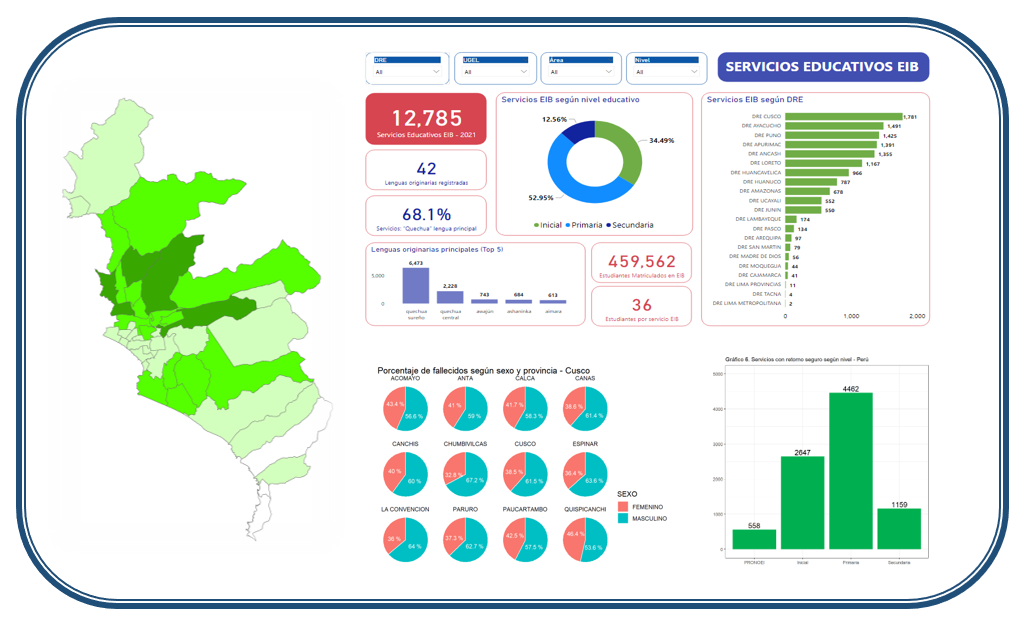 DRE
All
UGEL
All
Área
All
Nivel
All
SERVICIOS EDUCATIVOS EIB
12,785
Servicios Educativos EIB - 2021
42
Lenguas originarias registradas
68.1%
Servicios: "Quechua" lengua principal
Servicios EIB según nivel educativo
12.56%
34.49%
52.95%
Inicial Primaria Secundaria
Servicios EIB según DRE
DRE CUSCO 1,781
DRE AYACUCHO 1,491
DRE PUNO 1,425
DRE APURIMAC 1,391
DRE ANCASH 1,355
DRE LORETO 1,167
DRE HUANCAVELICA 966
DRE HUANUCO 787
DRE AMAZONAS 678
DRE UCAYALI 552
DRE JUNIN 550
DRE LAMBAYEQUE 174
DRE PASCO 134
DRE AREQUIPA 97
DRE SAN MARTIN 79
DRE MADRE DE DIOS 56
DRE MOQUEGUA 44
DRE CAJAMARCA 41
DRE LIMA PROVINCIAS 11
DRE TACNA 4
DRE LIMA METROPOLITANA 2
0 1,000 2,000
Lenguas originarias principales (Top 5)
6,473
5,000
2,228
743
684
613
0
quechua sureño
quechua central
awajún
ashaninka
aimara
459,562
Estudiantes Matriculados en EIB
36
Estudiantes por servicio EIB
Porcentaje de fallecidos según sexo y provincia - Cusco
ACOMAYO ANTA CALCA CANAS
43.4 % 56.6 %
41 % 59 %
41.7 % 58.3 %
38.6 % 61.4 %
CANCHIS CHUMBIVILCAS CUSCO ESPINAR
40 % 60 %
32.8 % 67.2 %
38.5 % 61.5 %
36.4 % 63.6 %
LA CONVENCION PARURO PAUCARTAMBO QUISPICANCHI
36 % 64 %
37.3 % 62.7 %
42.5 % 57.5 %
46.4 % 53.6 %
SEXO
FEMENINO
MASCULINO
Gráfico 6. Servicios con retorno seguro según nivel - Perú
5000
4000
3000
2000
1000
0
558
2647
4462
1159
PRONOEI Inicial Primaria Secundaria